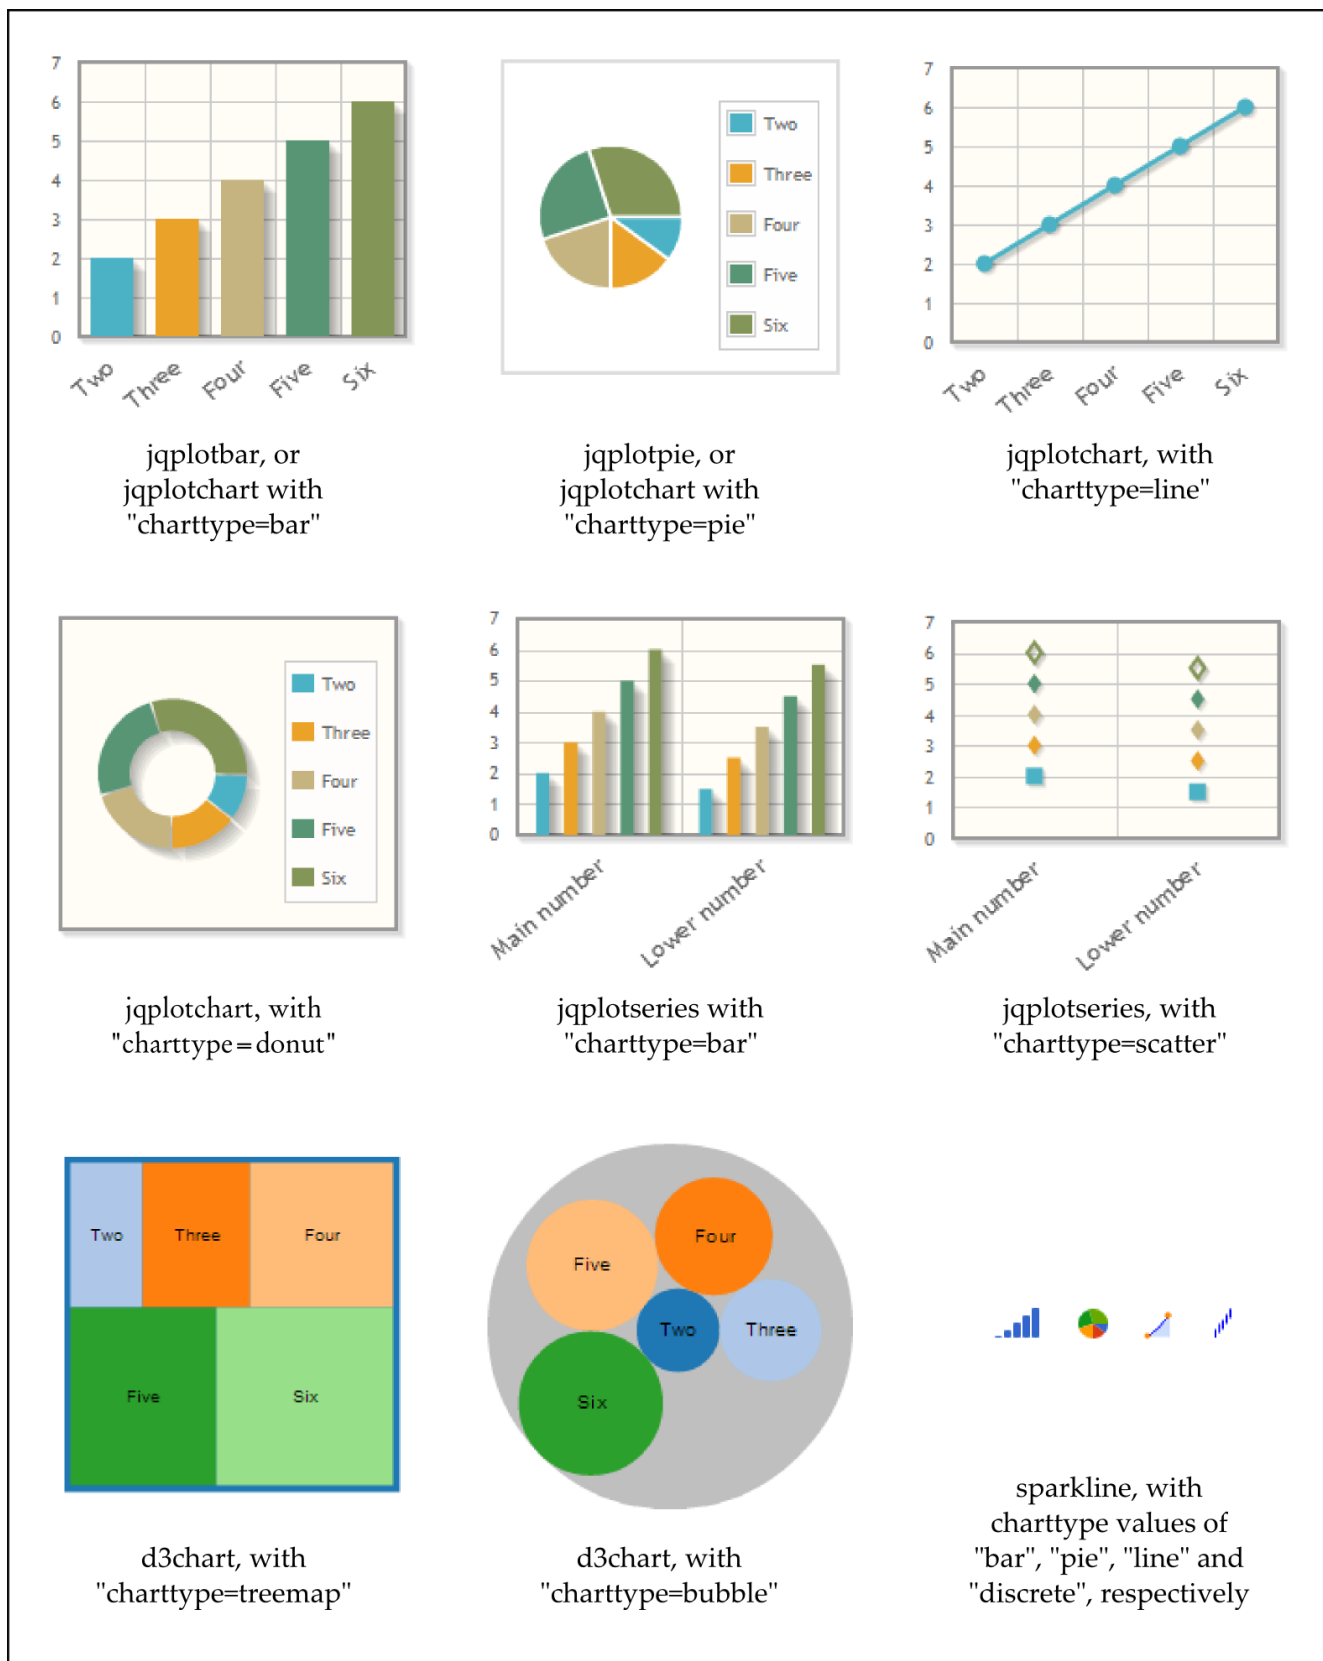 7
6
5
4
3
2
1
0
Two
Three
Four
Five
Six
jqplotbar, or
jqplotchart with
"charttype=bar"
Two
Three
Four
Five
Six
jqplotpie, or
jqplotchart with
"charttype=pie"
7
6
5
4
3
2
1
0
Two
Three
Four
Five
Six
jqplotchart, with
"charttype=line"
Two
Three
Four
Five
Six
jqplotchart, with
"charttype=donut"
7
6
5
4
3
2
1
0
Main number
Lower number
jqplotseries with
"charttype=bar"
7
6
5
4
3
2
1
0
Main number
Lower number
jqplotseries, with
"charttype=scatter"
Two
Three
Four
Five
Six
d3chart, with
"charttype=treemap"
Four
Five
Two
Three
Six
d3chart, with
"charttype=bubble"
sparkline, with
charttype values of
"bar", "pie", "line" and
"discrete", respectively